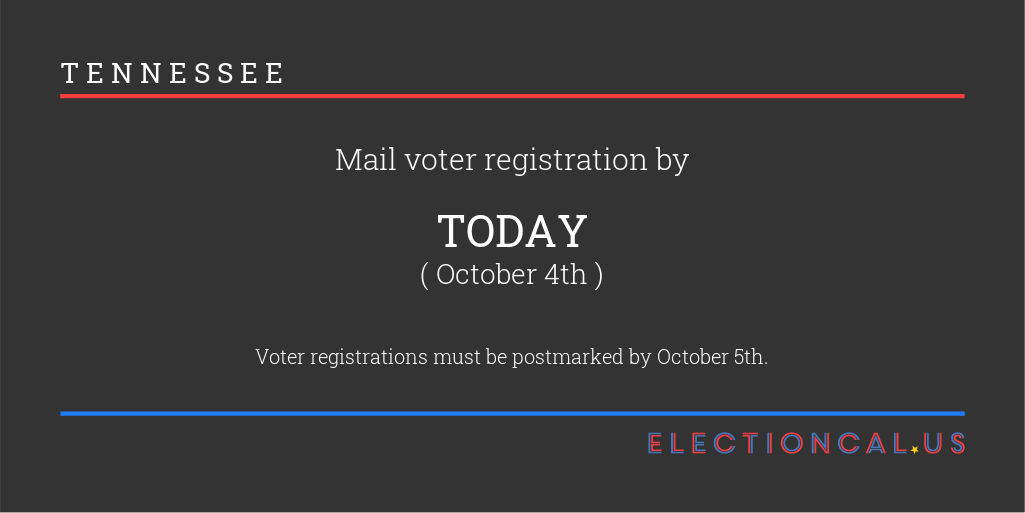 TENNESSEE
Mail voter registration by
TODAY
( October 4th )
Voter registrations must be postmarked by October 5th.
ELECTIONCAL.US